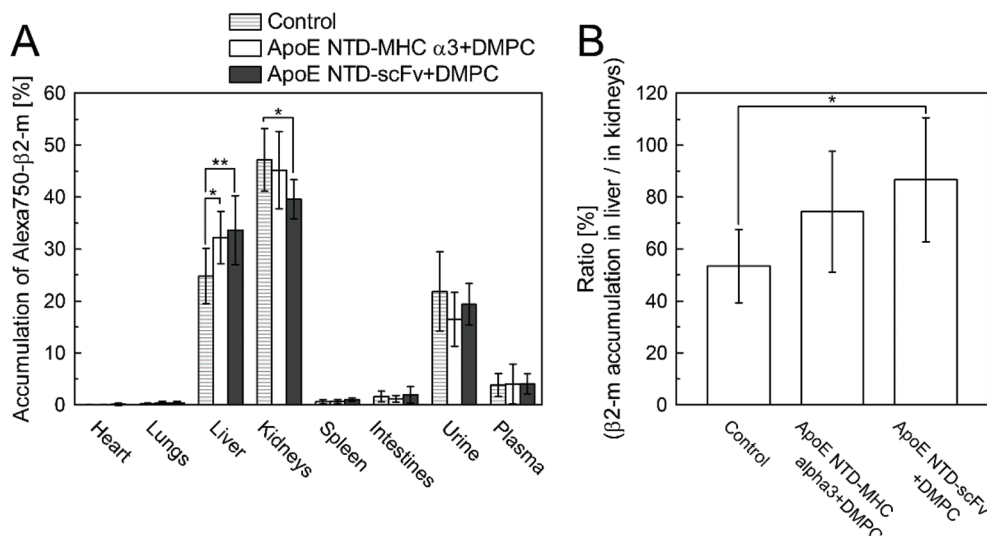 A
Control
ApoE NTD-MHC α3+DMPC
ApoE NTD-scFv+DMPC
Accumulation of Alexa750-β2-m [%]
60
50
40
30
20
10
0
*
**
*
Heart
Lungs
Liver
Kidneys
Spleen
Intestines
Urine
Plasma
B
Ratio [%]
(β2-m accumulation in liver / in kidneys)
120
100
80
60
40
20
0
*
Control
ApoE NTD-MHC
alpha3+DMPC
ApoE NTD-scFv
+DMPC